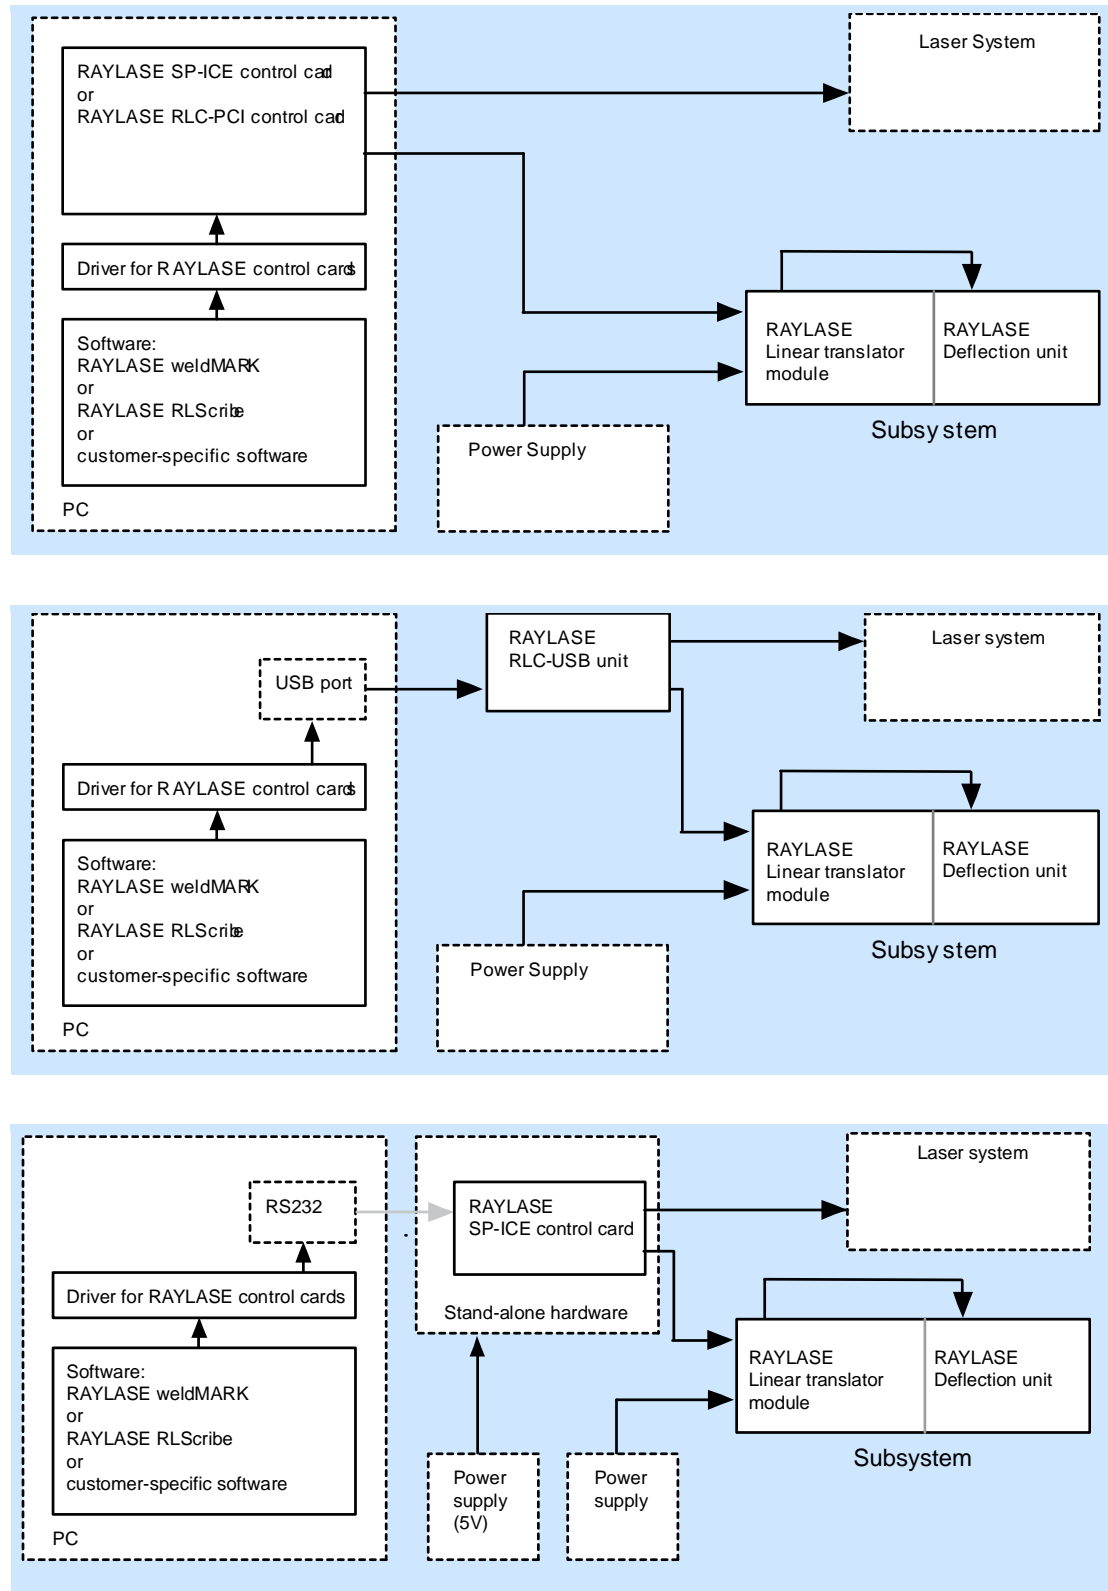 RAYLASE SP-ICE control card
or
RAYLASE RLC-PCI control card
Driver for RAYLASE control cards
Software:
RAYLASE weldMARK
or
RAYLASE RLScribe
or
customer-specific software
PC
Laser System
RAYLASE
Linear translator
module
RAYLASE
Deflection unit
Subsystem
Power Supply
USB port
Driver for RAYLASE control cards
Software:
RAYLASE weldMARK
or
RAYLASE RLScribe
or
customer-specific software
PC
RAYLASE
RLC-USB unit
Laser system
RAYLASE
Linear translator
module
RAYLASE
Deflection unit
Subsystem
Power Supply
RS232
Driver for RAYLASE control cards
Software:
RAYLASE weldMARK
or
RAYLASE RLScribe
or
customer-specific software
PC
RAYLASE
SP-ICE control card
Stand-alone hardware
Laser system
RAYLASE
Linear translator
module
RAYLASE
Deflection unit
Subsystem
Power
supply
(5V)
Power
supply